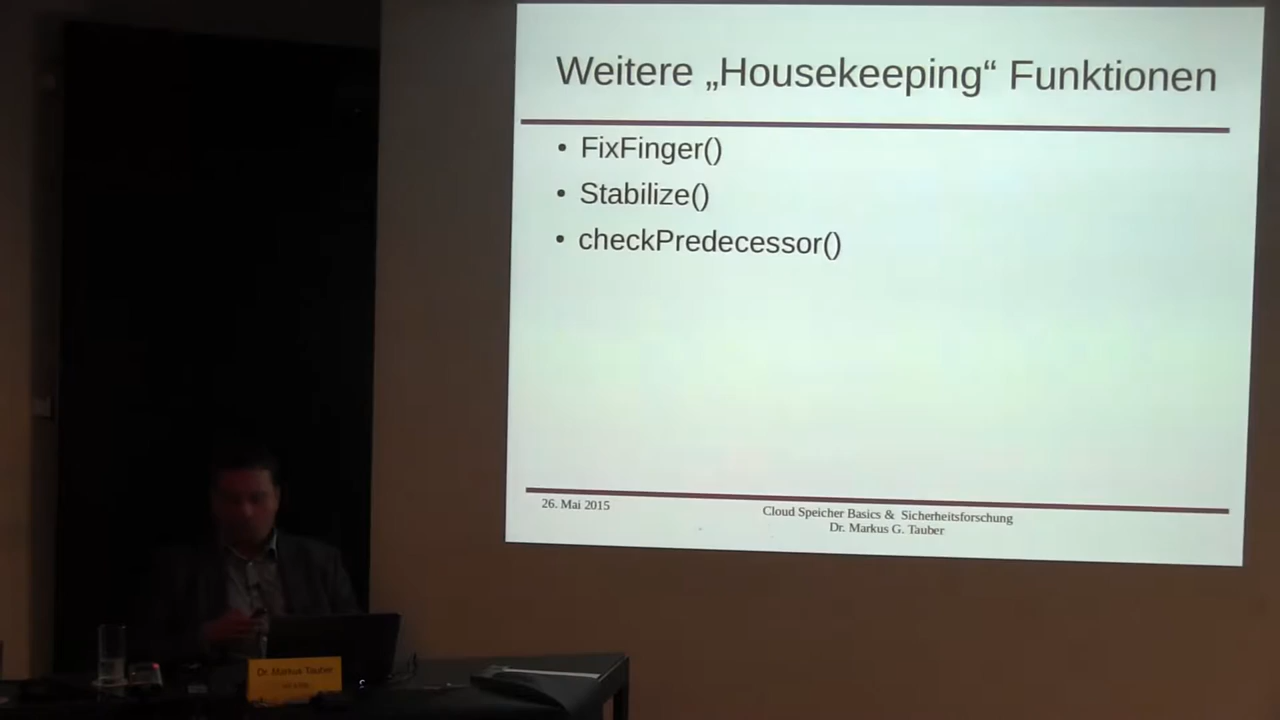 Weitere „Housekeeping“ Funktionen
• FixFinger()
• Stabilize()
• checkPredecessor()
26. Mai 2015
Cloud Speicher Basics & Sicherheitsforschung
Dr. Markus G. Tauber
Dr. Markus Tauber